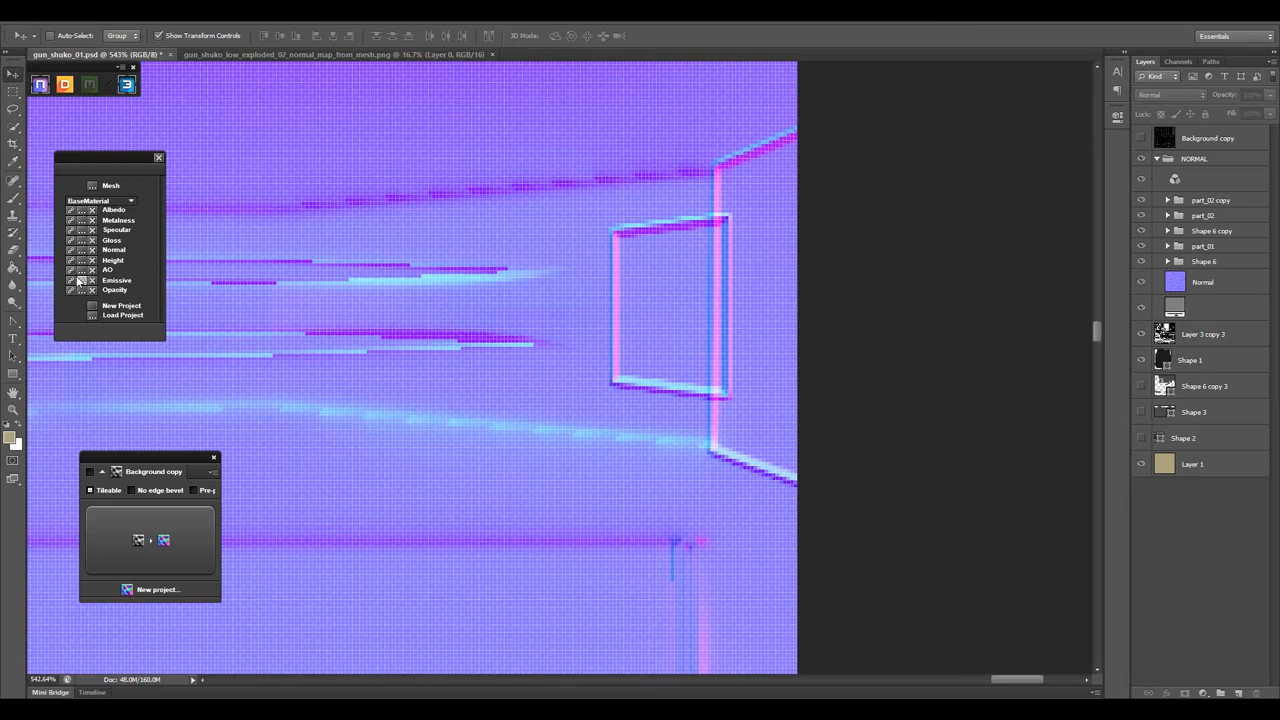 Auto-Select: Group Show Transform Controls 3D Mode: Essentials
gun_shuko_01.psd @ 543% (RGB/8) * × gun_shuko_low_exploded_02_normal_map_from_mesh.png @ 16.7% (Layer 0, RGB/16) ×
Layers Channels Paths
Kind
Normal Opacity:
Lock: Fill:
Background copy
NORMAL
part_02 copy
part_02
Shape 6 copy
part_01
Shape 6
Normal
Layer 3 copy 3
Shape 1
Shape 6 copy 3
Shape 3
Shape 2
Layer 1
Mesh
BaseMaterial
Albedo
Metalness
Specular
Gloss
Normal
Height
AO
Emissive
Opacity
New Project
Load Project
Background copy
Tileable No edge bevel Pre-
New project...
542.64% Doc: 48.0M/160.0M
Mini Bridge Timeline